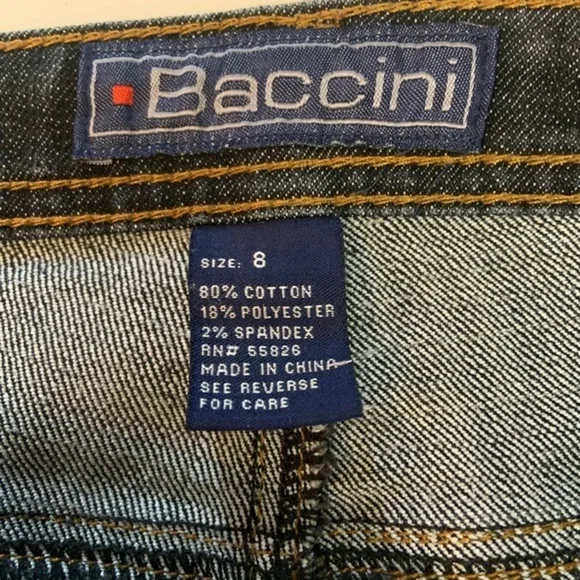 Baccini
SIZE: 8
80% COTTON
18% POLYESTER
2% SPANDEX
RN# 55826
MADE IN CHINA
SEE REVERSE
FOR CARE